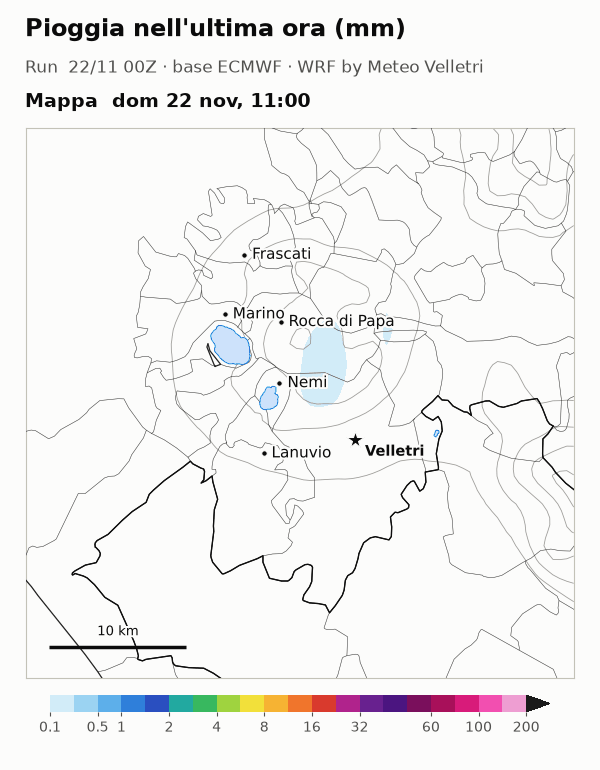 Pioggia nell'ultima ora (mm)
Run  22/11 00Z · base ECMWF · WRF by Meteo Velletri
Mappa  dom 22 nov, 11:00
Frascati
Marino
Rocca di Papa
Nemi
Velletri
Lanuvio
10 km
0.1 0.5 1 2 4 8 16 32 60 100 200